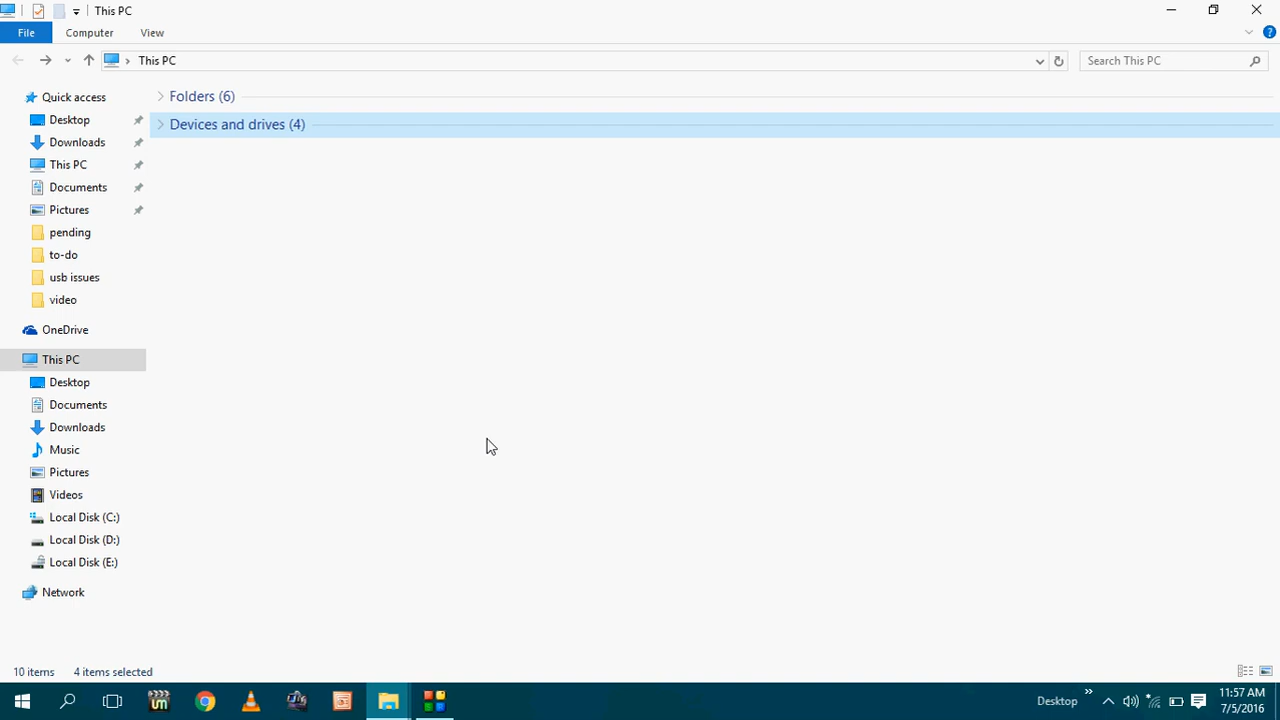 This PC
File Computer View
This PC
Search This PC
Quick access
Desktop
Downloads
This PC
Documents
Pictures
pending
to-do
usb issues
video
OneDrive
This PC
Desktop
Documents
Downloads
Music
Pictures
Videos
Local Disk (C:)
Local Disk (D:)
Local Disk (E:)
Network
Folders (6)
Devices and drives (4)
10 items 4 items selected
Desktop
11:57 AM
7/5/2016